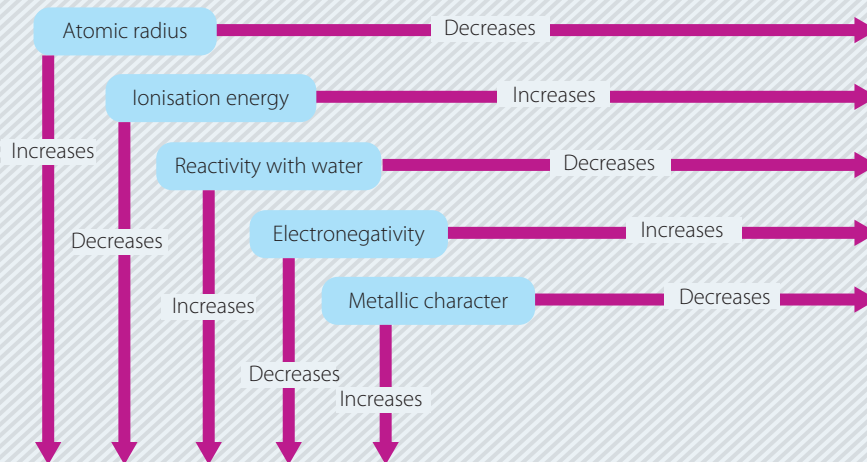 Atomic radius
Decreases
Ionisation energy
Increases
Increases
Reactivity with water
Decreases
Electronegativity
Increases
Decreases
Metallic character
Decreases
Increases
Decreases
Increases